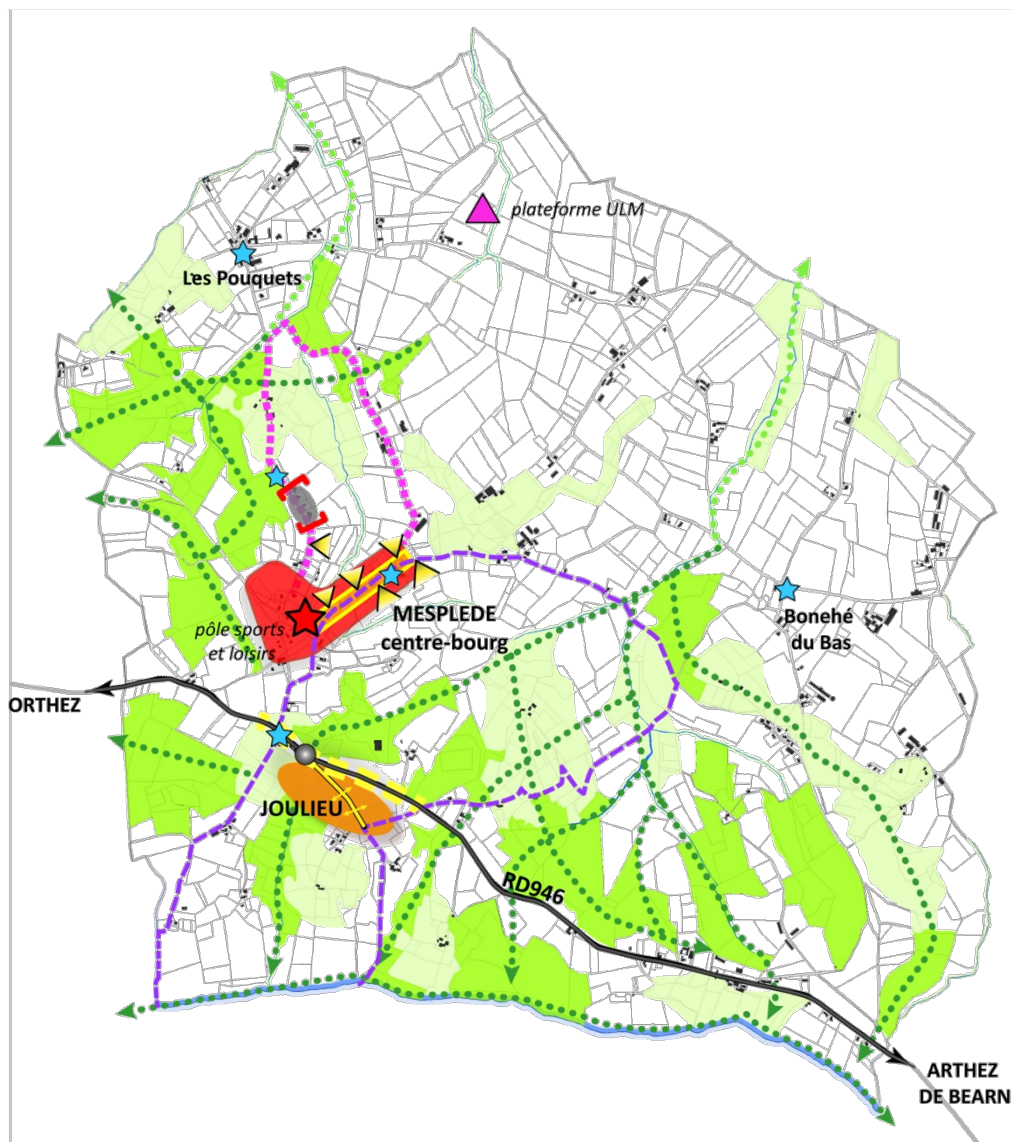 plateforme ULM
Les Pouquets
MESPLEDE
centre-bourg
pôle sports
et loisirs
Bonehé
du Bas
ORTHEZ
JOULIEU
RD946
ARTHEZ
DE BEARN